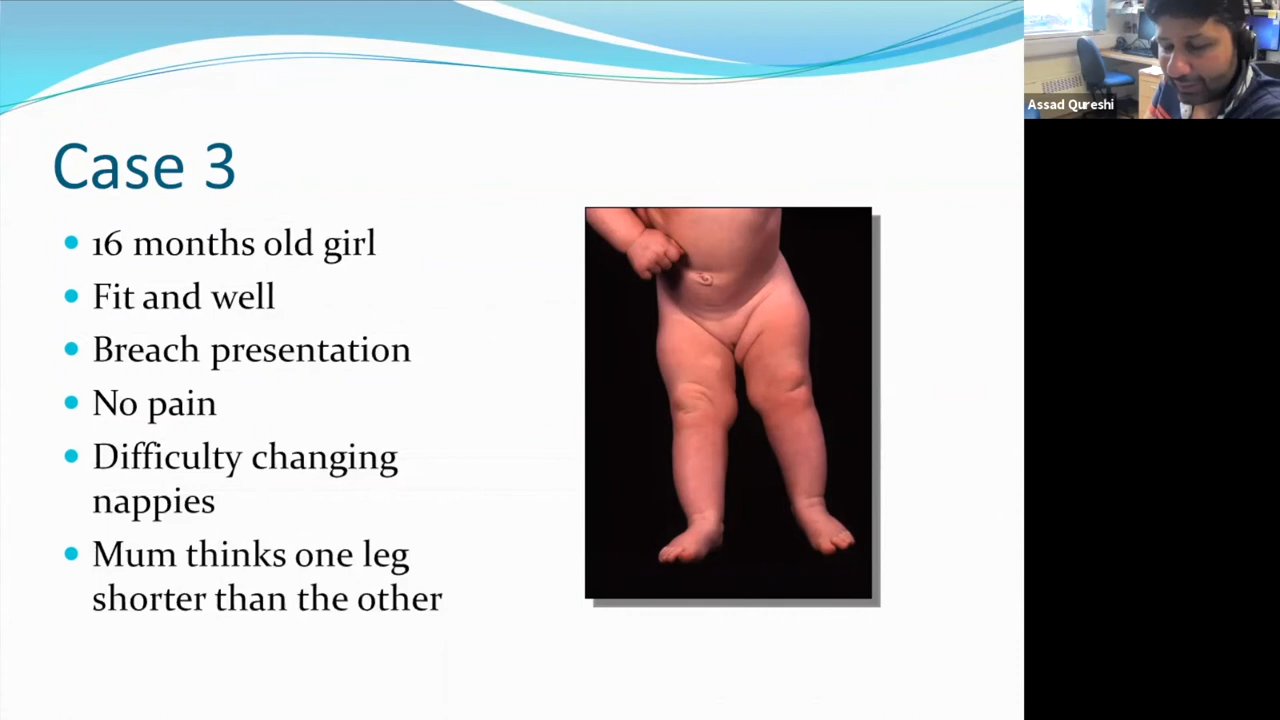 Case 3
16 months old girl
Fit and well
Breach presentation
No pain
Difficulty changing
nappies
Mum thinks one leg
shorter than the other
Assad Qureshi